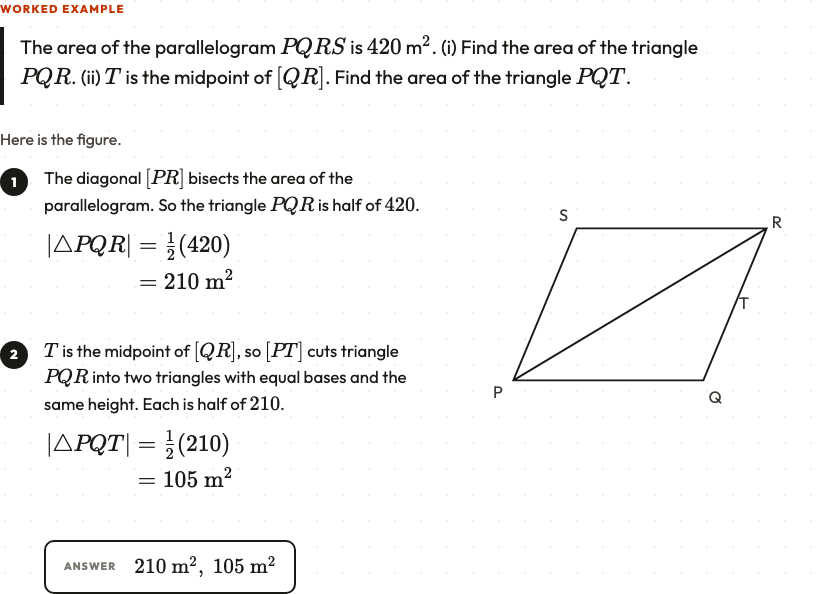 WORKED EXAMPLE
The area of the parallelogram PQRS is 420 m². (i) Find the area of the triangle
PQR. (ii) T is the midpoint of [QR]. Find the area of the triangle PQT.
Here is the figure.
1 The diagonal [PR] bisects the area of the
parallelogram. So the triangle PQR is half of 420.
|△PQR| = ½(420)
= 210 m²
2 T is the midpoint of [QR], so [PT] cuts triangle
PQR into two triangles with equal bases and the
same height. Each is half of 210.
|△PQT| = ½(210)
= 105 m²
ANSWER 210 m², 105 m²
S
R
T
P
Q